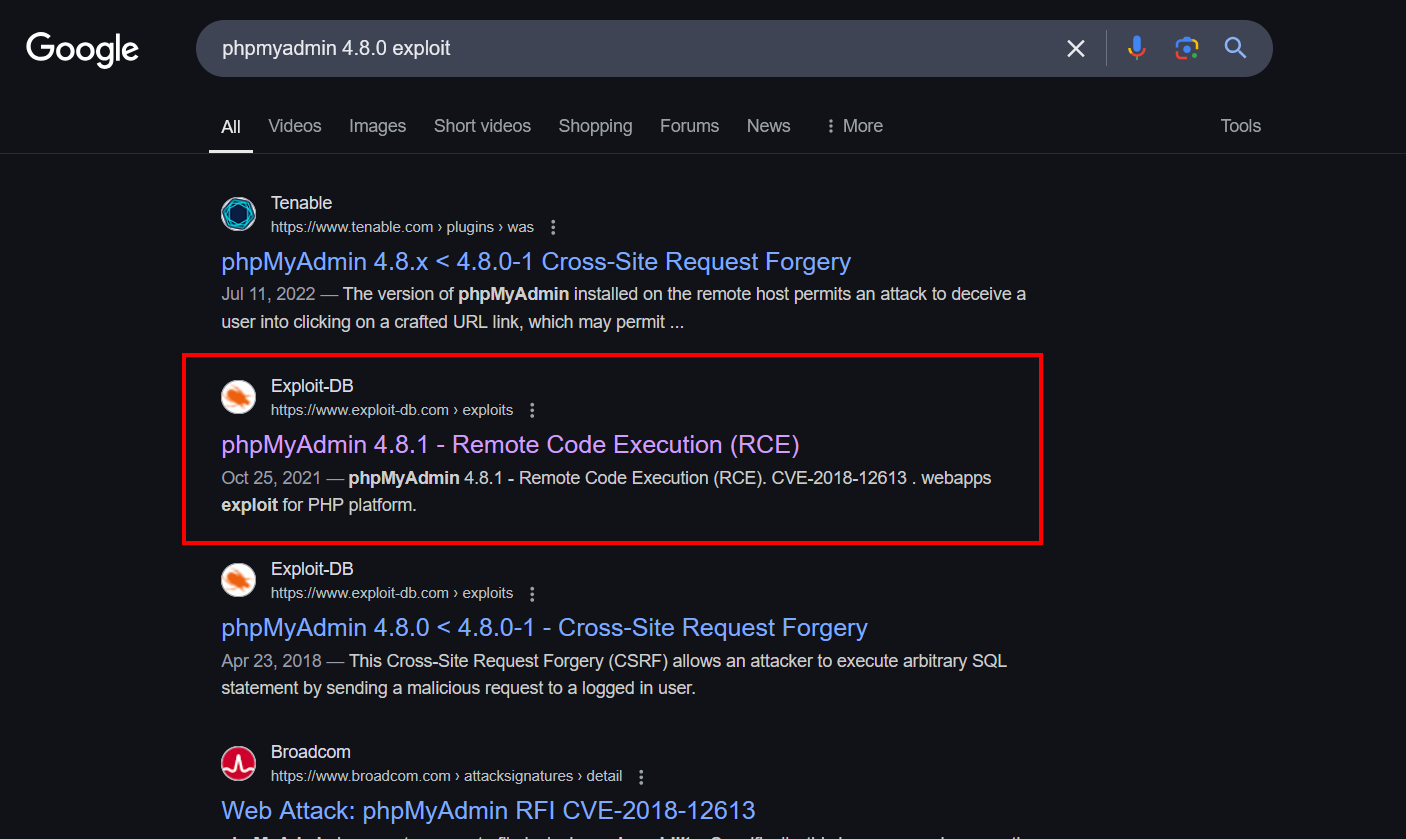 Google
phpmyadmin 4.8.0 exploit
All Videos Images Short videos Shopping Forums News More Tools
Tenable
https://www.tenable.com › plugins › was
phpMyAdmin 4.8.x < 4.8.0-1 Cross-Site Request Forgery
Jul 11, 2022 — The version of phpMyAdmin installed on the remote host permits an attack to deceive a
user into clicking on a crafted URL link, which may permit ...
Exploit-DB
https://www.exploit-db.com › exploits
phpMyAdmin 4.8.1 - Remote Code Execution (RCE)
Oct 25, 2021 — phpMyAdmin 4.8.1 - Remote Code Execution (RCE). CVE-2018-12613 . webapps
exploit for PHP platform.
Exploit-DB
https://www.exploit-db.com › exploits
phpMyAdmin 4.8.0 < 4.8.0-1 - Cross-Site Request Forgery
Apr 23, 2018 — This Cross-Site Request Forgery (CSRF) allows an attacker to execute arbitrary SQL
statement by sending a malicious request to a logged in user.
Broadcom
https://www.broadcom.com › attacksignatures › detail
Web Attack: phpMyAdmin RFI CVE-2018-12613